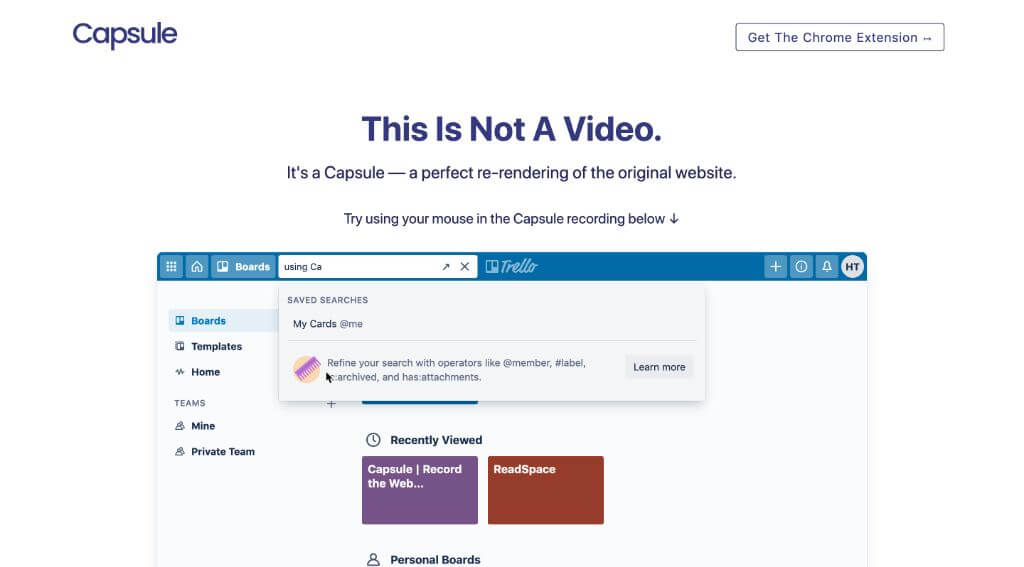 Capsule
Get The Chrome Extension →
This Is Not A Video.
It's a Capsule — a perfect re-rendering of the original website.
Try using your mouse in the Capsule recording below ↓
Boards
using Ca
Trello
HT
SAVED SEARCHES
My Cards @me
Refine your search with operators like @member, #label,
:archived, and has:attachments.
Learn more
Boards
Templates
Home
TEAMS
Mine
Private Team
Recently Viewed
Capsule | Record
the Web...
ReadSpace
Personal Boards